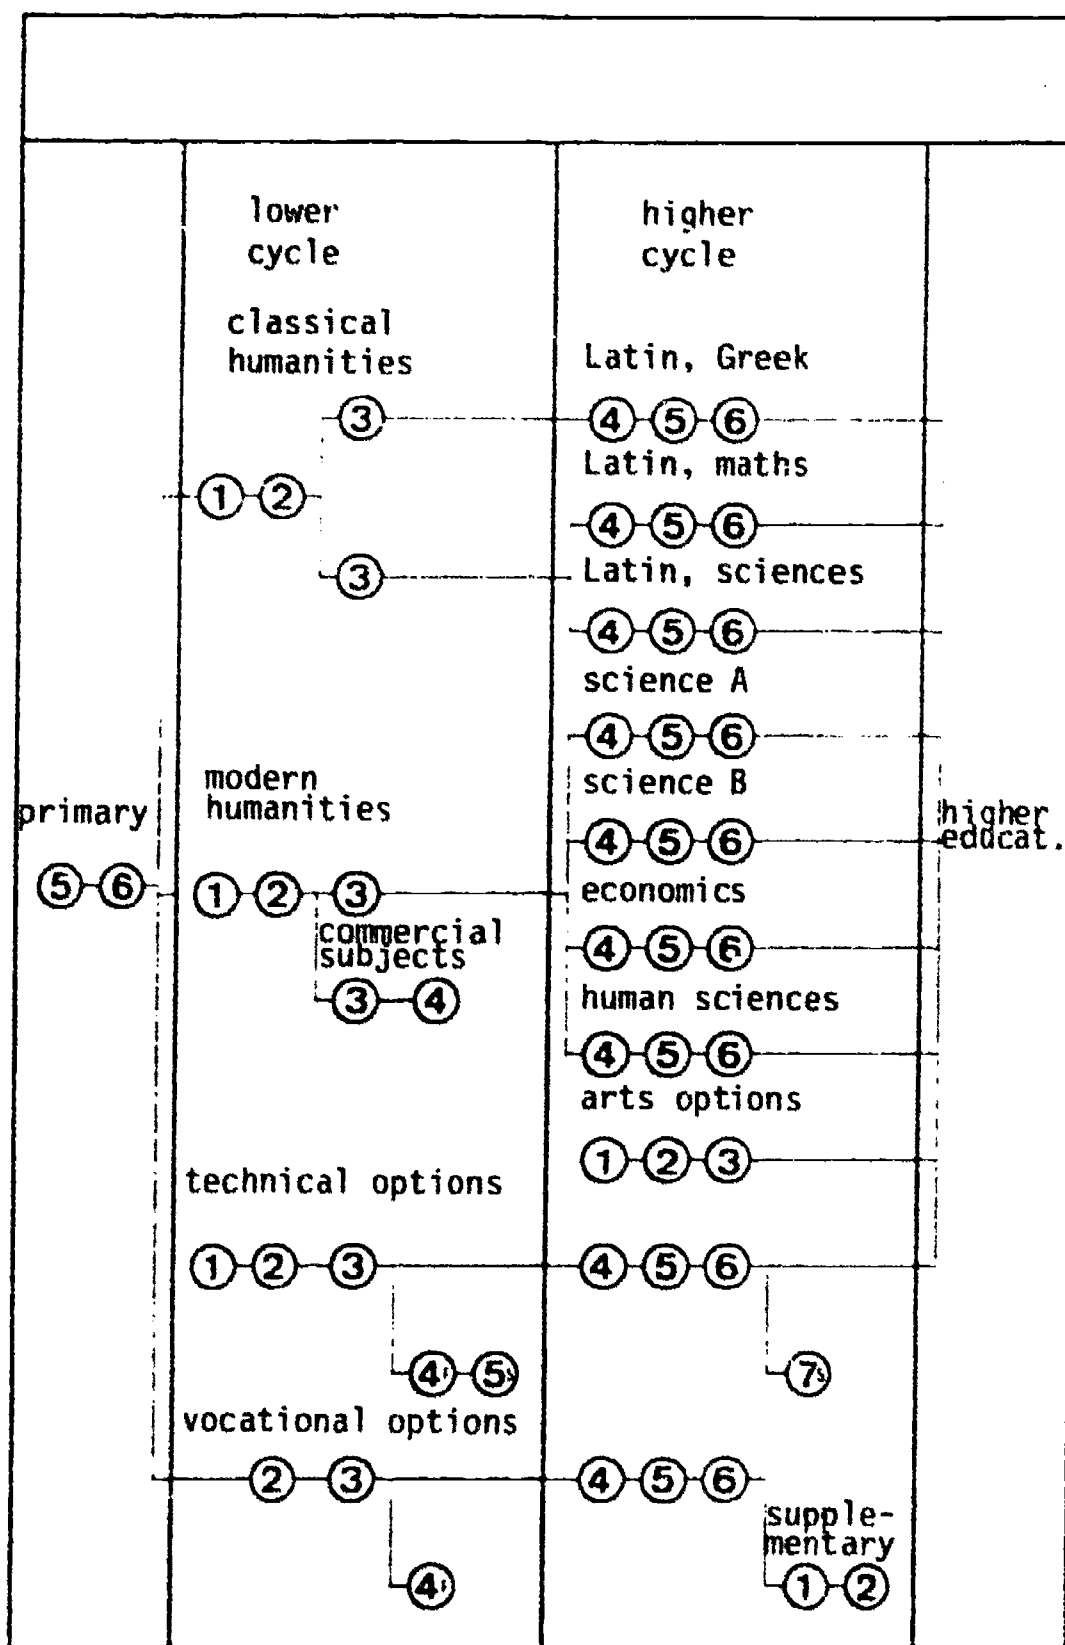 lower
cycle
higher
cycle
classical
humanities
Latin, Greek
3 4 5 6
Latin, maths
1 2
4 5 6
3
Latin, sciences
4 5 6
science A
4 5 6
modern
humanities
science B
primary
higher
educat.
4 5 6
5 6
1 2 3
economics
commercial
subjects
4 5 6
3 4
human sciences
4 5 6
arts options
1 2 3
technical options
1 2 3 4 5 6
4 5s
7s
vocational options
2 3 4 5 6
supple-
mentary
4
1 2